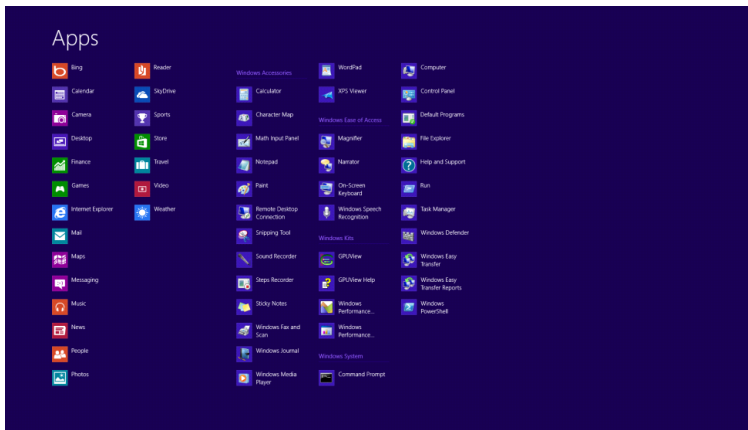 Apps
Bing
Calendar
Camera
Desktop
Finance
Games
Internet Explorer
Mail
Maps
Messaging
Music
News
People
Photos
Reader
SkyDrive
Sports
Store
Travel
Video
Weather
Windows Accessories
Calculator
Character Map
Math Input Panel
Notepad
Paint
Remote Desktop
Connection
Snipping Tool
Sound Recorder
Steps Recorder
Sticky Notes
Windows Fax and
Scan
Windows Journal
Windows Media
Player
WordPad
XPS Viewer
Windows Ease of Access
Magnifier
Narrator
On-Screen
Keyboard
Windows Speech
Recognition
Windows Kits
GPUView
GPUView Help
Windows
Performance...
Windows
Performance...
Windows System
Command Prompt
Computer
Control Panel
Default Programs
File Explorer
Help and Support
Run
Task Manager
Windows Defender
Windows Easy
Transfer
Windows Easy
Transfer Reports
Windows
PowerShell